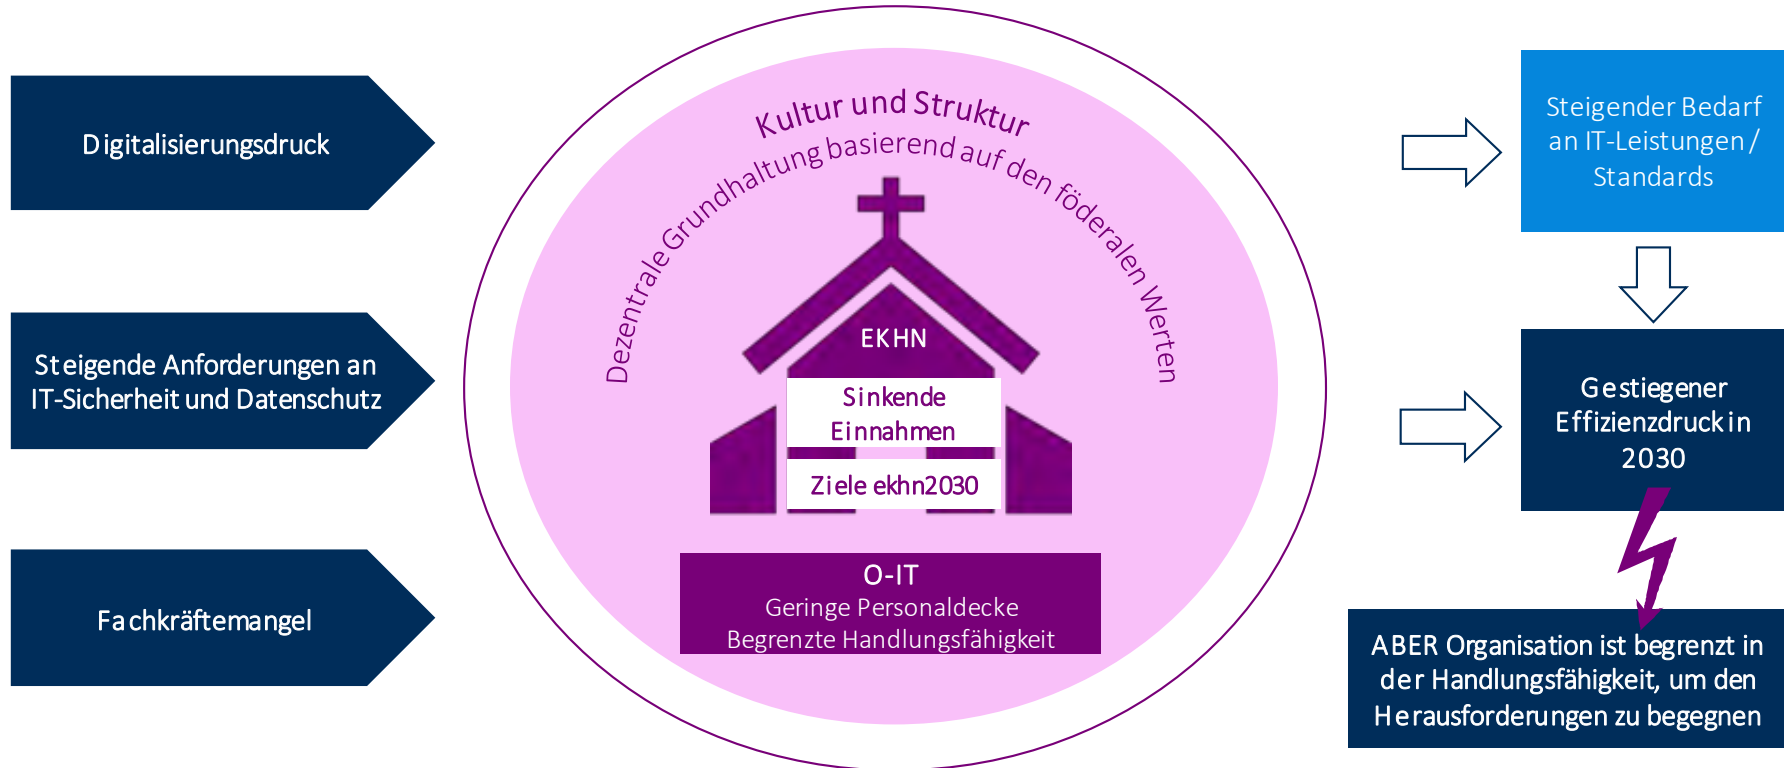 Digitalisierungsdruck
Steigende Anforderungen an
IT-Sicherheit und Datenschutz
Fachkräftemangel
Kultur und Struktur
Dezentrale Grundhaltung basierend auf den föderalen Werten
EKHN
Sinkende
Einnahmen
Ziele ekhn2030
O-IT
Geringe Personaldecke
Begrenzte Handlungsfähigkeit
Steigender Bedarf
an IT-Leistungen /
Standards
Gestiegener
Effizienzdruck in
2030
ABER Organisation ist begrenzt in
der Handlungsfähigkeit, um den
Herausforderungen zu begegnen